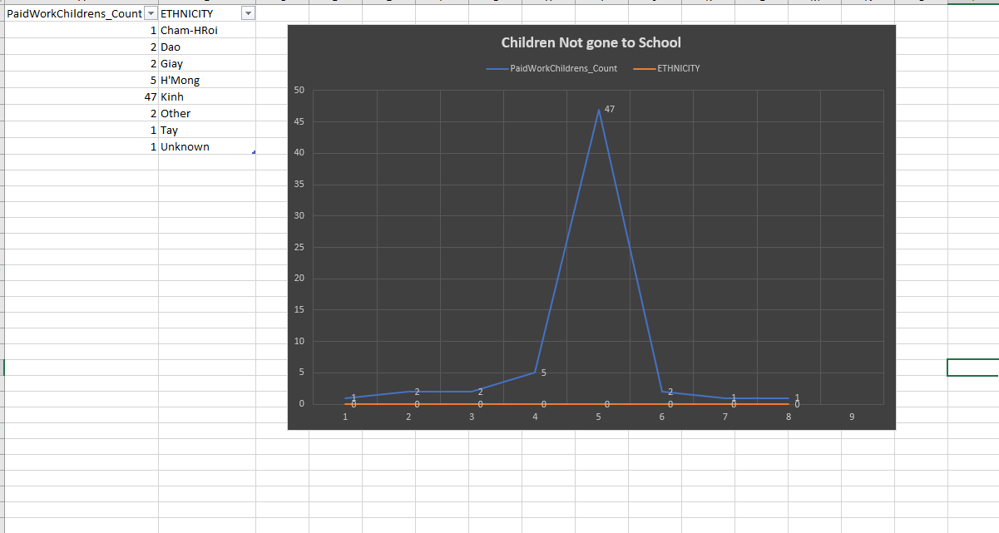 PaidWorkChildrens_Count ETHNICITY
1 Cham-HRoi
2 Dao
2 Giay
5 H'Mong
47 Kinh
2 Other
1 Tay
1 Unknown
Children Not gone to School
PaidWorkChildrens_Count ETHNICITY
50
45
40
35
30
25
20
15
10
5
0
1 2 2 5 47 2 1 1
0 0 0 0 0 0 0 0
1 2 3 4 5 6 7 8 9